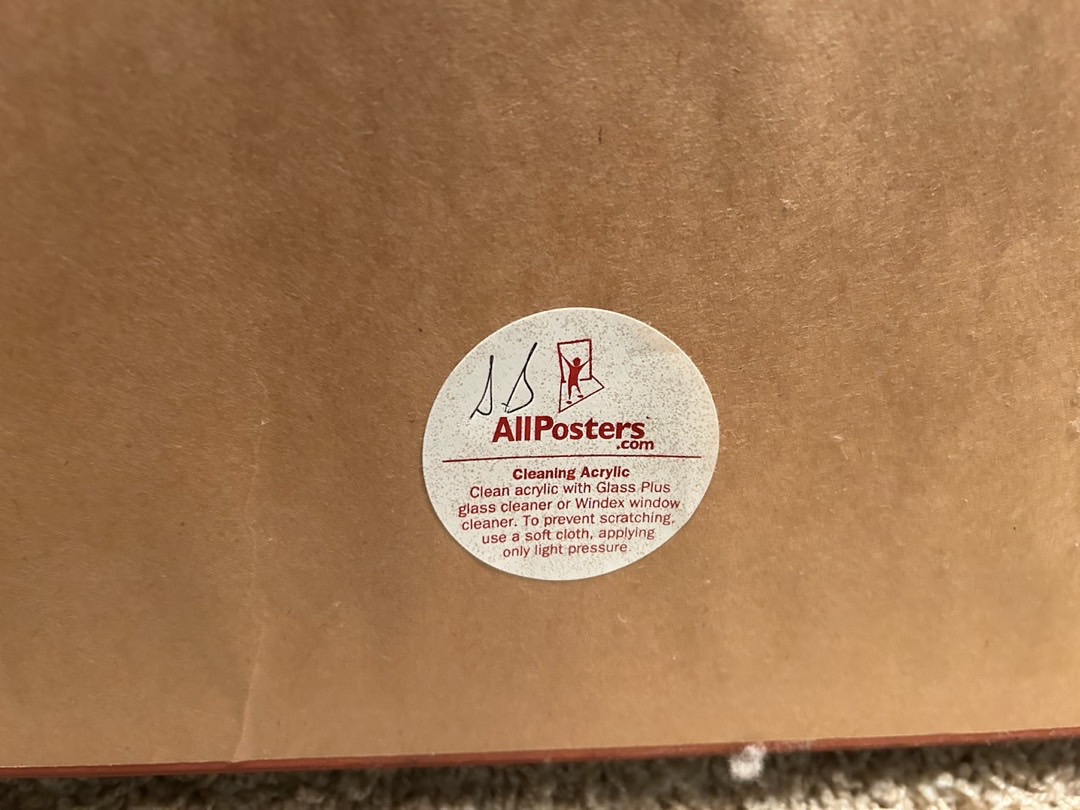 AllPosters
.com
Cleaning Acrylic
Clean acrylic with Glass Plus
glass cleaner or Windex window
cleaner. To prevent scratching,
use a soft cloth, applying
only light pressure.